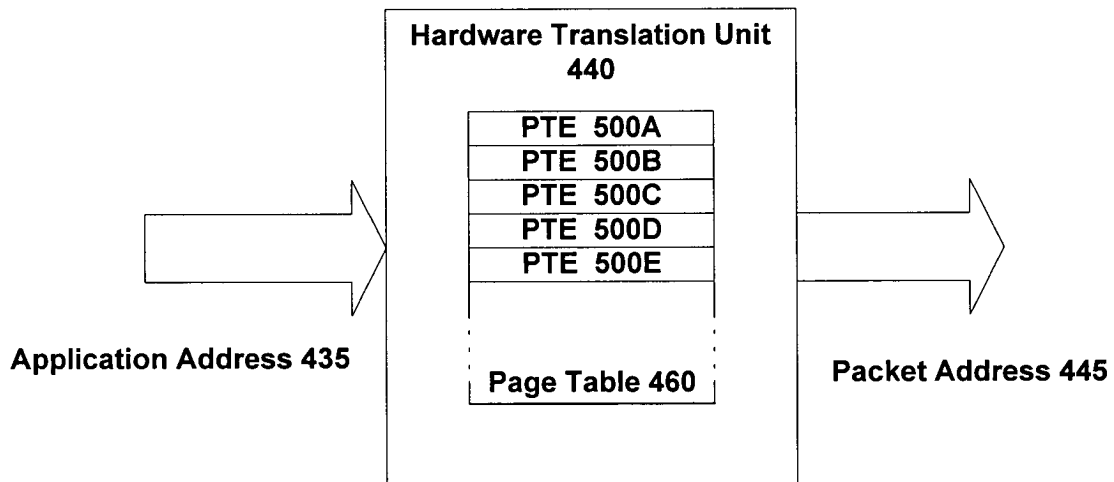 Hardware Translation Unit
440
PTE 500A
PTE 500B
PTE 500C
PTE 500D
PTE 500E
Application Address 435
Page Table 460
Packet Address 445